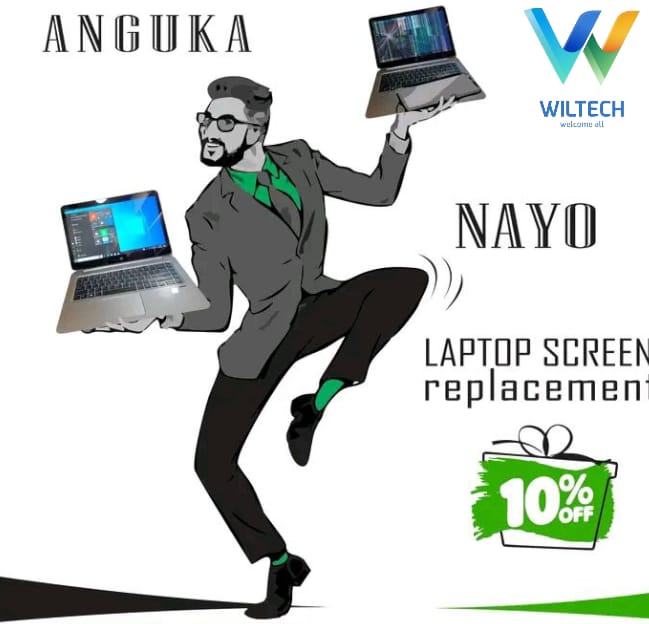 ANGUKA
WILTECH
welcome all
NAYO
LAPTOP SCREEN
replacement
10%
OFF